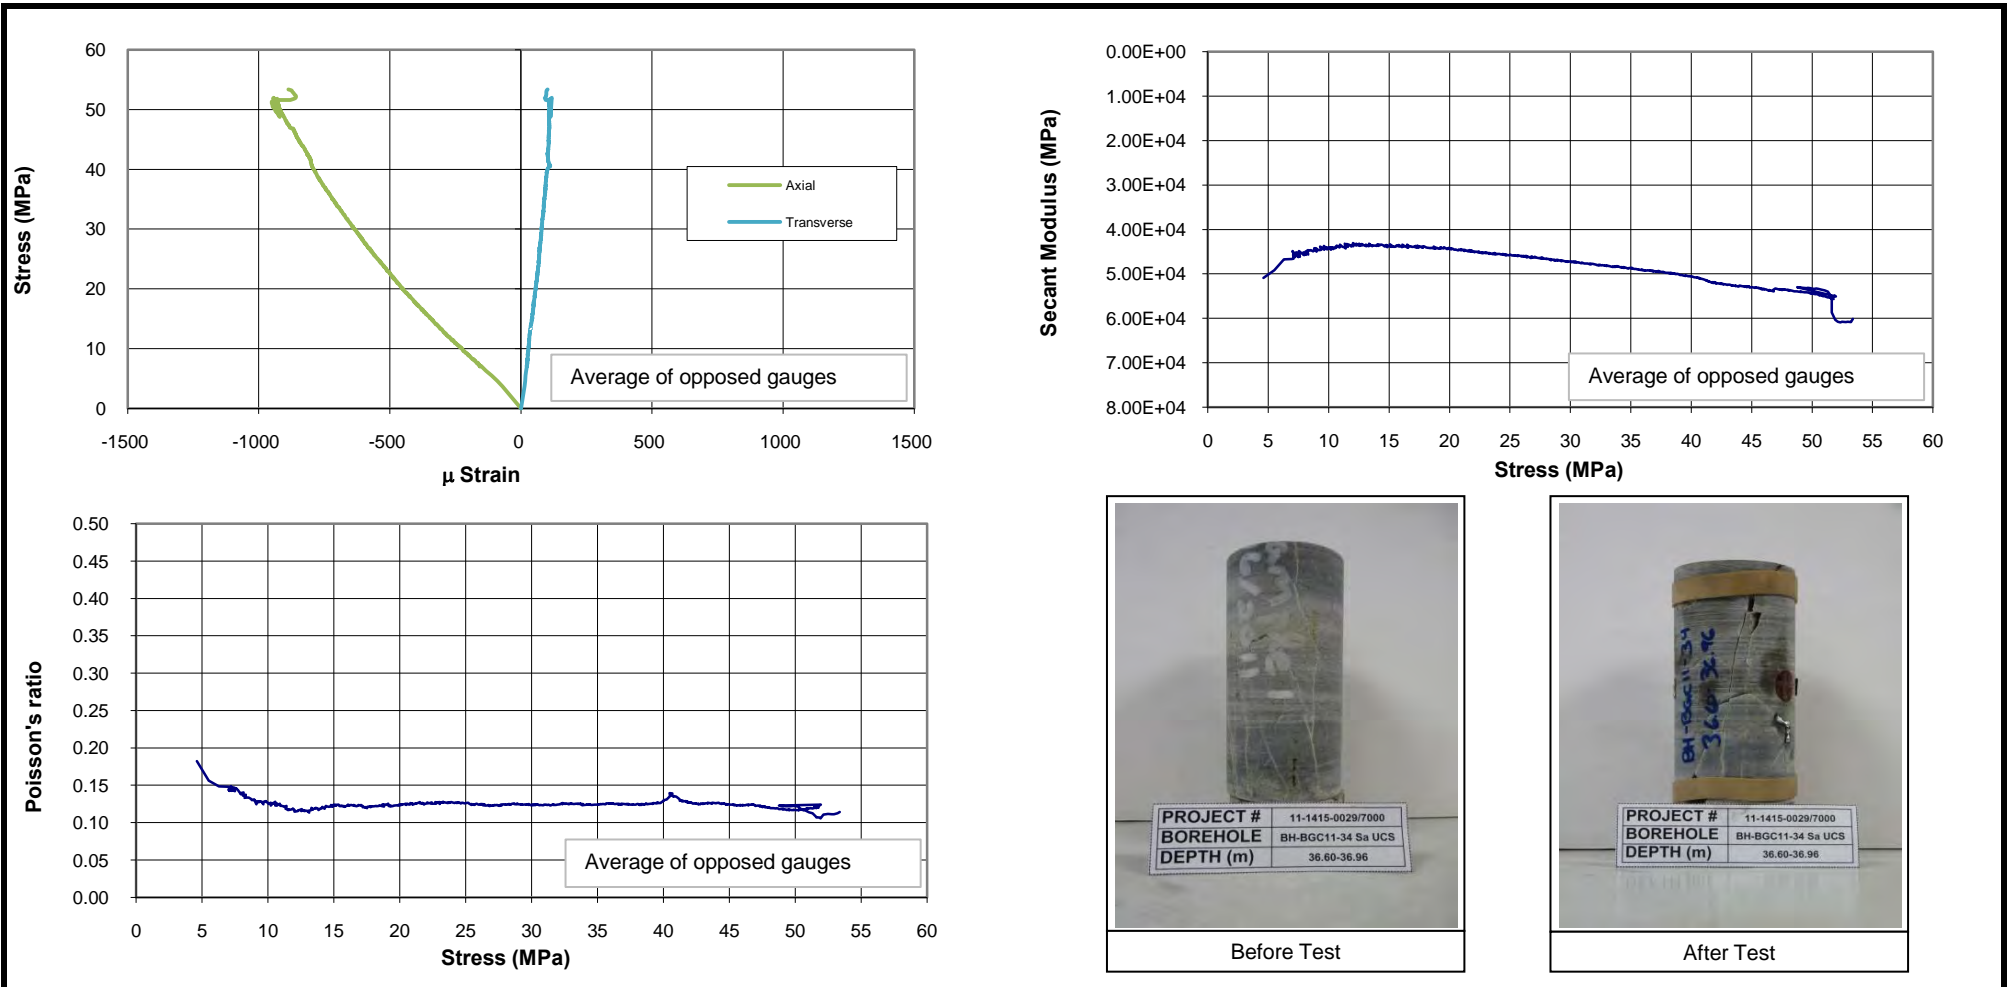 60
50
40
30
20
10
0
-1500
-1000
-500
0
500
1000
1500
Stress (MPa)
µ Strain
Axial
Transverse
Average of opposed gauges
0.00E+00
1.00E+04
2.00E+04
3.00E+04
4.00E+04
5.00E+04
6.00E+04
7.00E+04
8.00E+04
0 5 10 15 20 25 30 35 40 45 50 55 60
Secant Modulus (MPa)
Stress (MPa)
Average of opposed gauges
0.50
0.45
0.40
0.35
0.30
0.25
0.20
0.15
0.10
0.05
0.00
0 5 10 15 20 25 30 35 40 45 50 55 60
Poisson's ratio
Stress (MPa)
Average of opposed gauges
PROJECT # 11-1415-0029/7000
BOREHOLE BH-BGC11-34 Sa UCS
DEPTH (m) 36.60-36.96
Before Test
BH-BGC11-34
36.60-36.96
PROJECT # 11-1415-0029/7000
BOREHOLE BH-BGC11-34 Sa UCS
DEPTH (m) 36.60-36.96
After Test